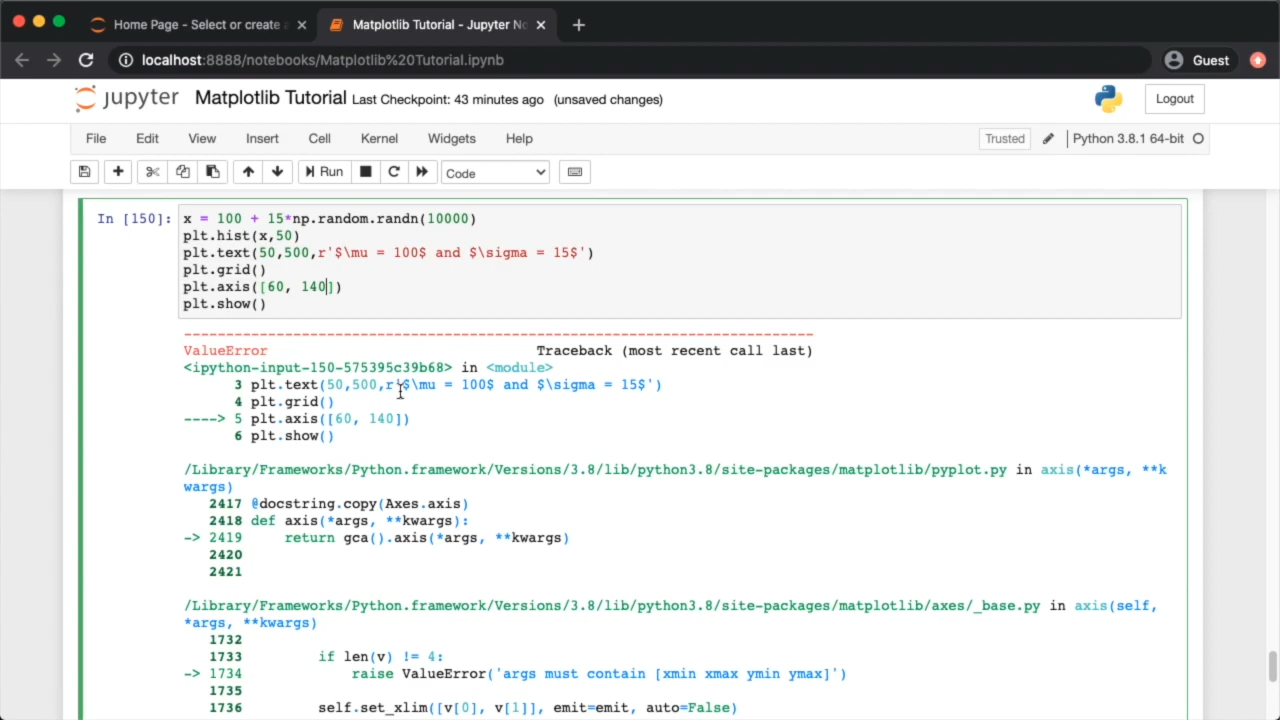 Home Page - Select or create a
Matplotlib Tutorial - Jupyter No
localhost:8888/notebooks/Matplotlib%20Tutorial.ipynb
Guest
jupyter
Matplotlib Tutorial Last Checkpoint: 43 minutes ago (unsaved changes)
Logout
File Edit View Insert Cell Kernel Widgets Help
Trusted
Python 3.8.1 64-bit
Run
Code
In [150]: x = 100 + 15*np.random.randn(10000)
plt.hist(x,50)
plt.text(50,500,r'$\mu = 100$ and $\sigma = 15$')
plt.grid()
plt.axis([60, 140])
plt.show()
---------------------------------------------------------------------------
ValueError                                Traceback (most recent call last)
<ipython-input-150-575395c39b68> in <module>
      3 plt.text(50,500,r'$\mu = 100$ and $\sigma = 15$')
      4 plt.grid()
----> 5 plt.axis([60, 140])
      6 plt.show()
/Library/Frameworks/Python.framework/Versions/3.8/lib/python3.8/site-packages/matplotlib/pyplot.py in axis(*args, **k
wargs)
   2417 @docstring.copy(Axes.axis)
   2418 def axis(*args, **kwargs):
-> 2419     return gca().axis(*args, **kwargs)
   2420
   2421
/Library/Frameworks/Python.framework/Versions/3.8/lib/python3.8/site-packages/matplotlib/axes/_base.py in axis(self,
*args, **kwargs)
   1732
   1733         if len(v) != 4:
-> 1734             raise ValueError('args must contain [xmin xmax ymin ymax]')
   1735
   1736         self.set_xlim([v[0], v[1]], emit=emit, auto=False)